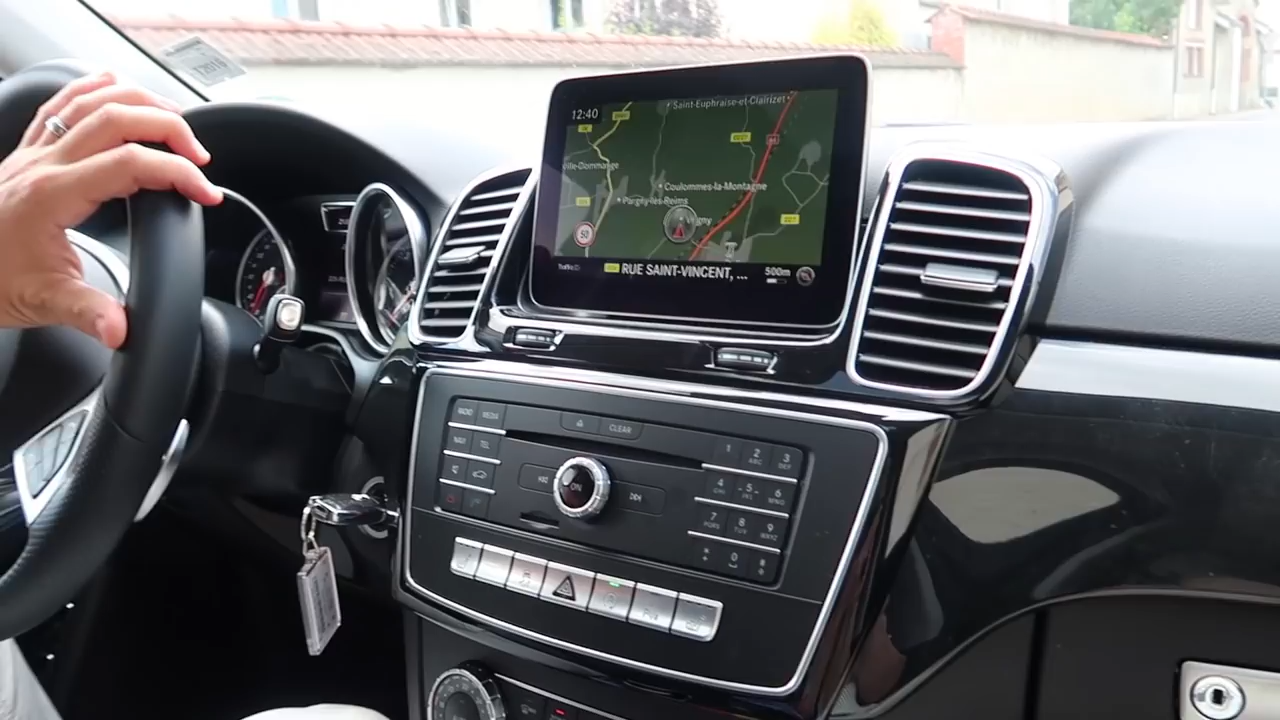 12:40
Saint-Euphraise-et-Clairizet
Coulommes-la-Montagne
Pargny-lès-Reims
50
RUE SAINT-VINCENT, ...
500m
RADIO
MEDIA
CLEAR
NAVI
TEL
ON
1
2 ABC
3 DEF
4 GHI
-5- JKL
6 MNO
7 PQRS
8 TUV
9 WXYZ
*
0